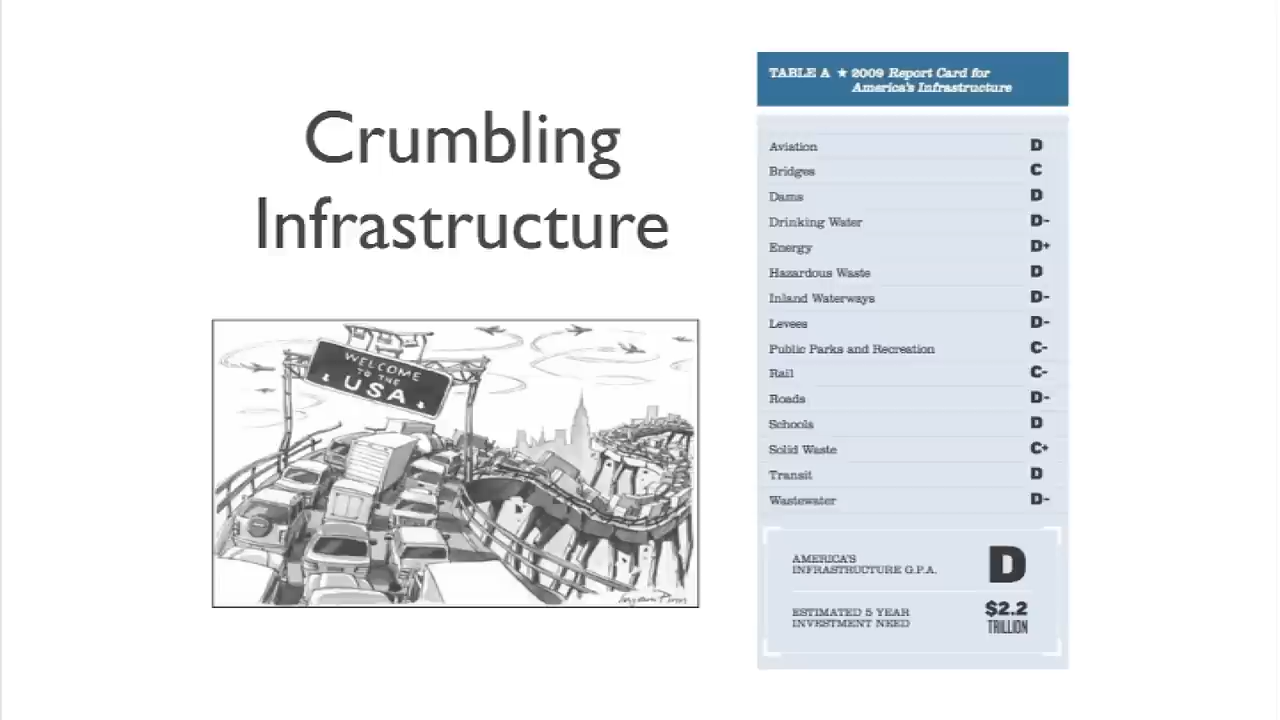 Crumbling
Infrastructure
WELCOME
TO THE
USA
TABLE A ★ 2009 Report Card for
America's Infrastructure
Aviation D
Bridges C
Dams D
Drinking Water D-
Energy D+
Hazardous Waste D
Inland Waterways D-
Levees D-
Public Parks and Recreation C-
Rail C-
Roads D-
Schools D
Solid Waste C+
Transit D
Wastewater D-
AMERICA'S
INFRASTRUCTURE G.P.A. D
ESTIMATED 5 YEAR
INVESTMENT NEED
$2.2
TRILLION